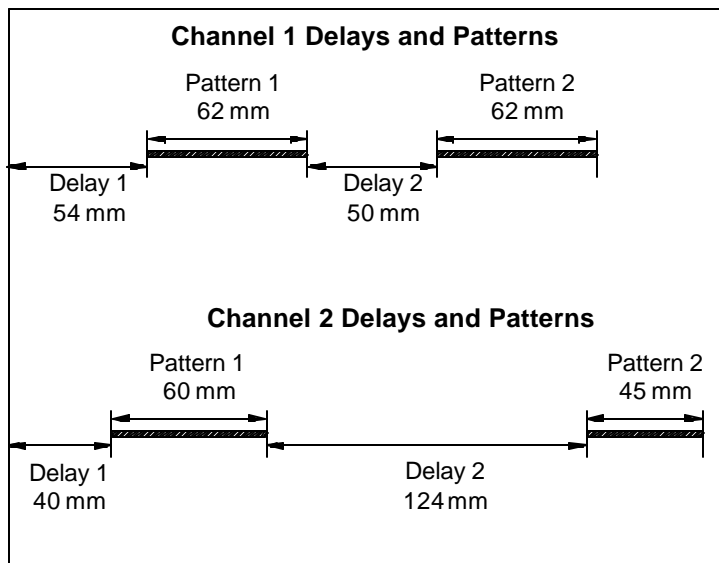 Channel 1 Delays and Patterns
Pattern 1
62 mm
Pattern 2
62 mm
Delay 1
54 mm
Delay 2
50 mm
Channel 2 Delays and Patterns
Pattern 1
60 mm
Pattern 2
45 mm
Delay 1
40 mm
Delay 2
124 mm